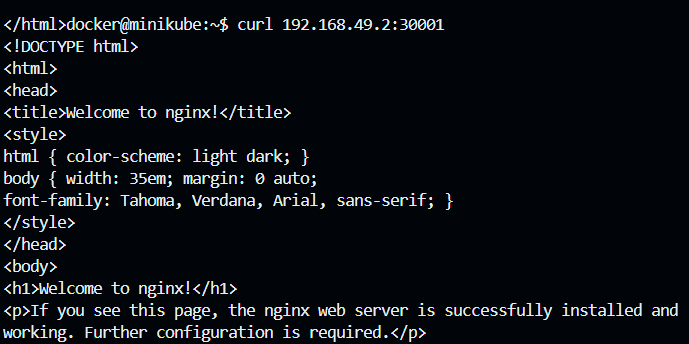 </html>docker@minikube:~$ curl 192.168.49.2:30001
<!DOCTYPE html>
<html>
<head>
<title>Welcome to nginx!</title>
<style>
html { color-scheme: light dark; }
body { width: 35em; margin: 0 auto;
font-family: Tahoma, Verdana, Arial, sans-serif; }
</style>
</head>
<body>
<h1>Welcome to nginx!</h1>
<p>If you see this page, the nginx web server is successfully installed and
working. Further configuration is required.</p>